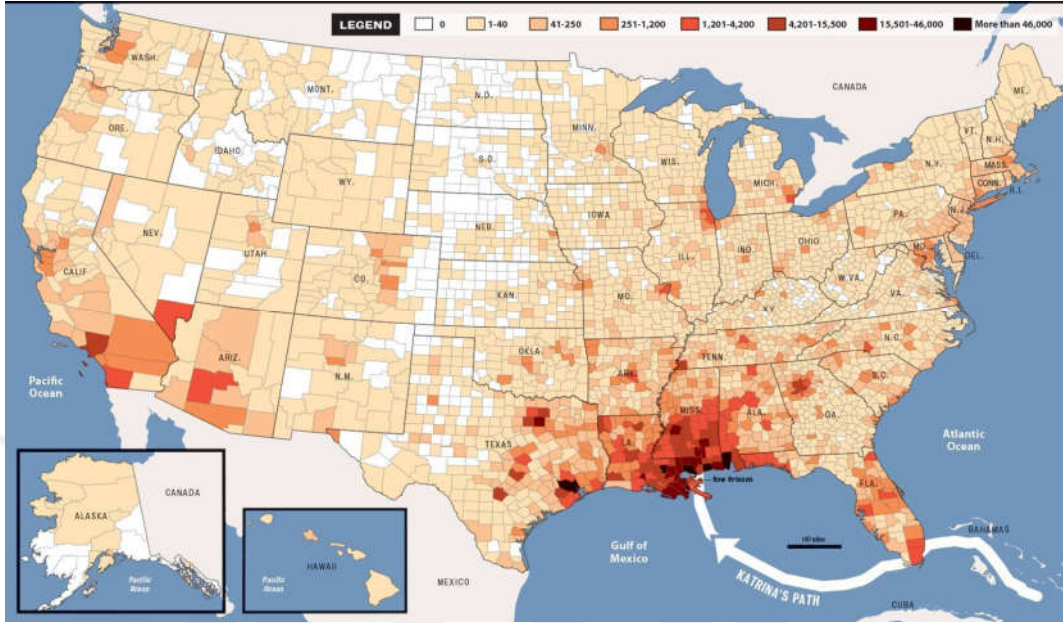 LEGEND 0 1-40 41-250 251-1,200 1,201-4,200 4,201-15,500 15,501-46,000 More than 46,000
CANADA
WASH.
MONT.
N.D.
MINN.
ME.
VT.
N.H.
ORE.
IDAHO
S.D.
WIS.
MICH.
N.Y.
MASS.
CONN.
R.I.
WY.
IOWA
PA.
N.J.
NEV.
UTAH
NEB.
ILL.
IND.
OHIO
MD.
DEL.
CALIF
CO.
KAN.
MO.
W.VA.
VA.
KY.
ARIZ.
N.M.
OKLA.
ARK.
TENN.
N.C.
S.C.
Pacific
Ocean
TEXAS
LA.
MISS.
ALA.
GA.
Atlantic
Ocean
New Orleans
FLA.
CANADA
ALASKA
Pacific
Ocean
Pacific
Ocean
HAWAII
MEXICO
Gulf of
Mexico
100 miles
KATRINA'S PATH
BAHAMAS
CUBA